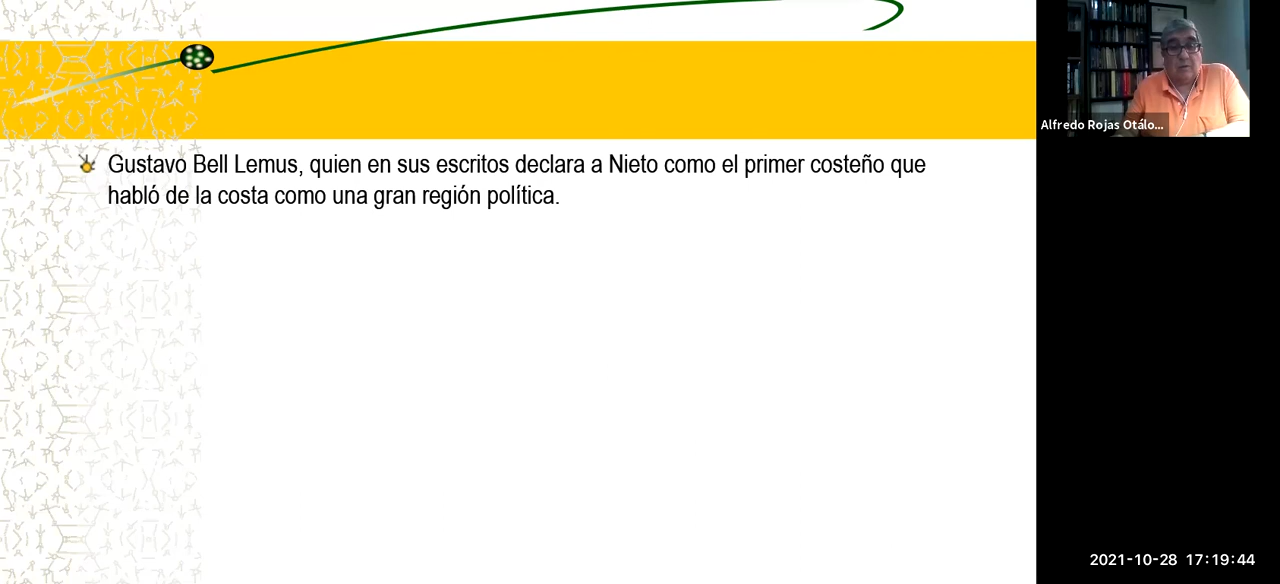 Gustavo Bell Lemus, quien en sus escritos declara a Nieto como el primer costeño que
habló de la costa como una gran región política.
Alfredo Rojas Otálo...
2021-10-28 17:19:44